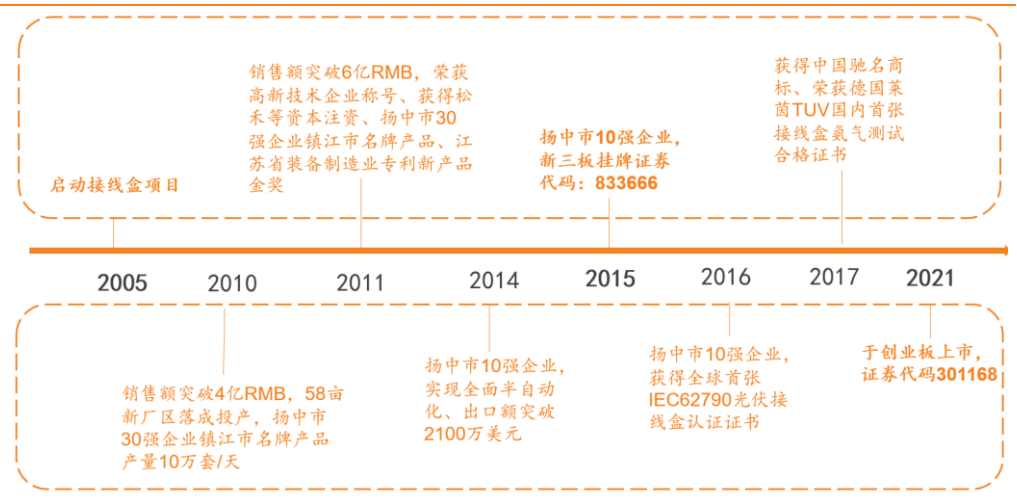 销售额突破6亿RMB，荣获
高新技术企业称号、获得松
禾等资本注资、扬中市30
强企业镇江市名牌产品、江
苏省装备制造业专利新产品
金奖
获得中国驰名商
标、荣获德国莱
茵TUV国内首张
接线盒氨气测试
合格证书
扬中市10强企业，
新三板挂牌证券
代码：833666
启动接线盒项目
2005
2010
2011
2014
2015
2016
2017
2021
销售额突破4亿RMB，58亩
新厂区落成投产，扬中市
30强企业镇江市名牌产品
产量10万套/天
扬中市10强企业，
实现全面半自动
化、出口额突破
2100万美元
扬中市10强企业，
获得全球首张
IEC62790光伏接
线盒认证证书
于创业板上市，
证券代码301168